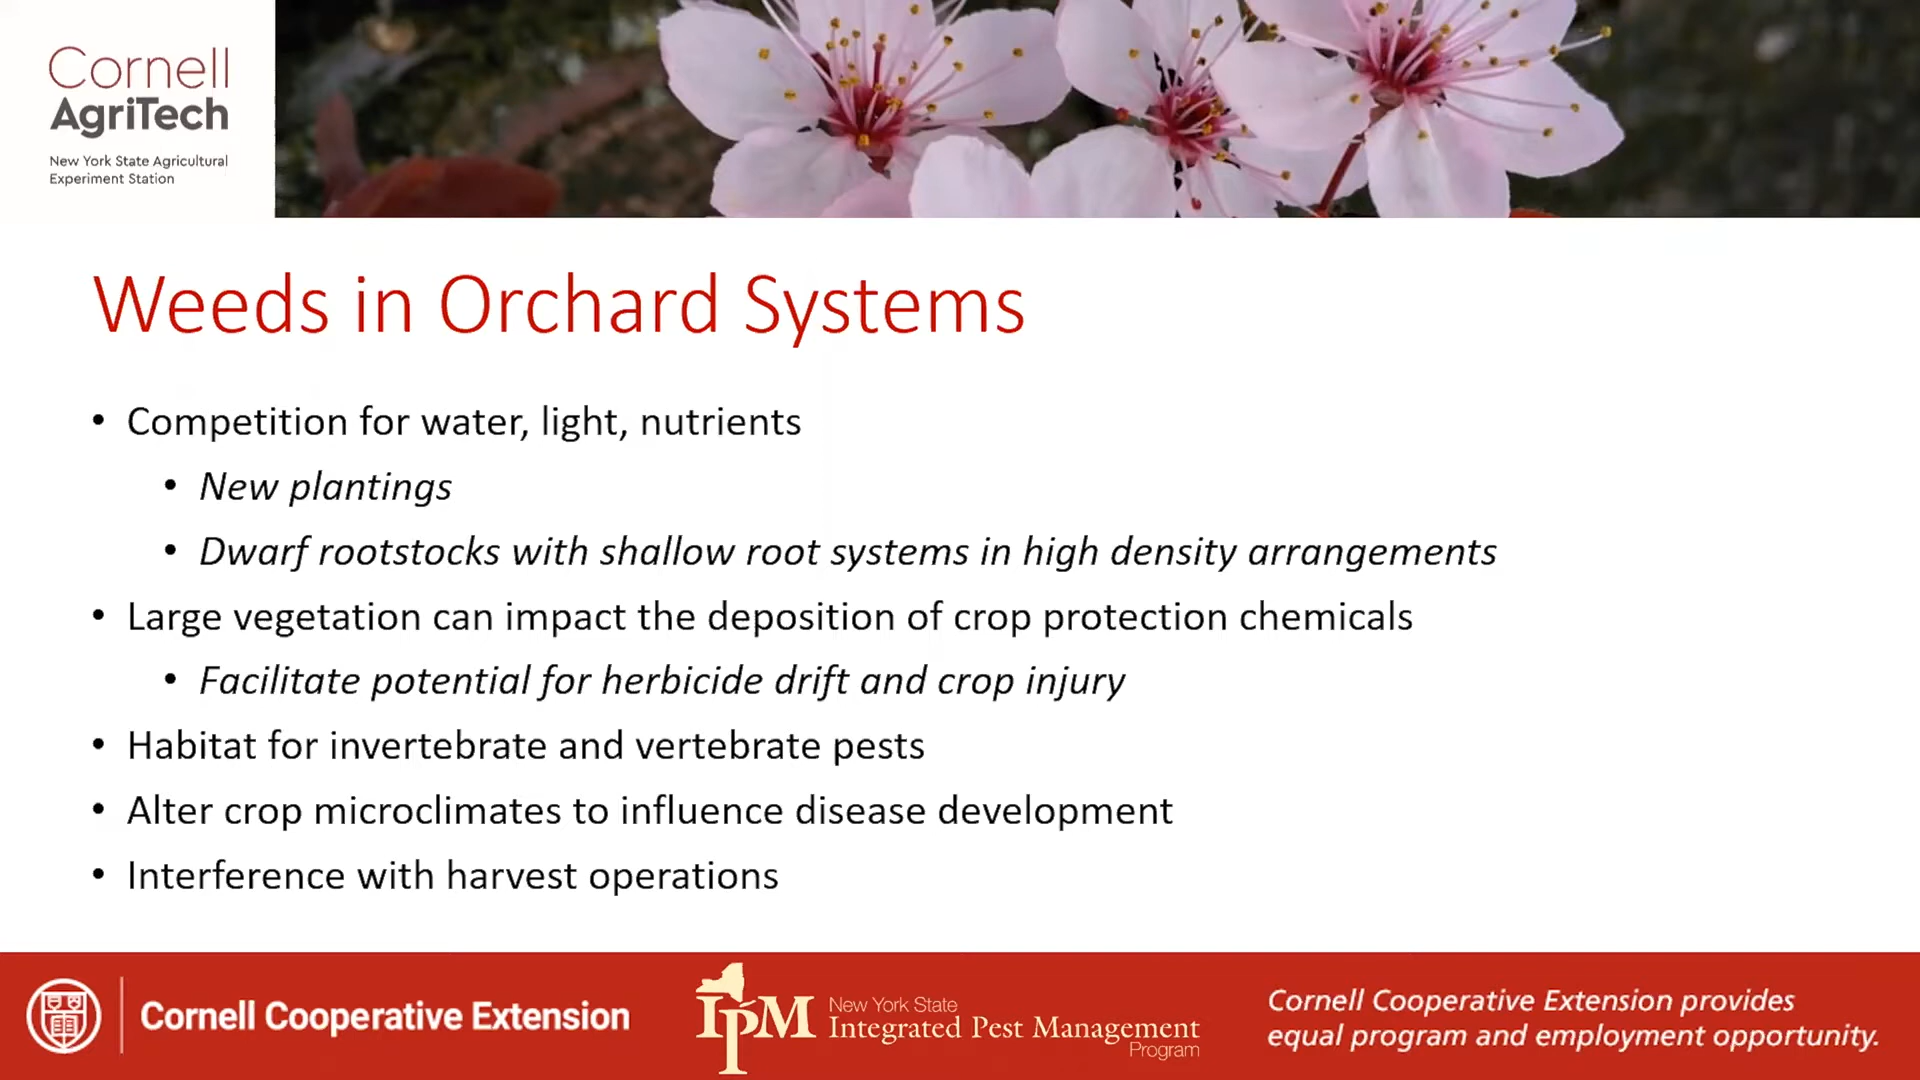 Cornell
AgriTech
New York State Agricultural
Experiment Station
Weeds in Orchard Systems
• Competition for water, light, nutrients
• New plantings
• Dwarf rootstocks with shallow root systems in high density arrangements
• Large vegetation can impact the deposition of crop protection chemicals
• Facilitate potential for herbicide drift and crop injury
• Habitat for invertebrate and vertebrate pests
• Alter crop microclimates to influence disease development
• Interference with harvest operations
Cornell Cooperative Extension
IPM
New York State
Integrated Pest Management
Program
Cornell Cooperative Extension provides
equal program and employment opportunity.